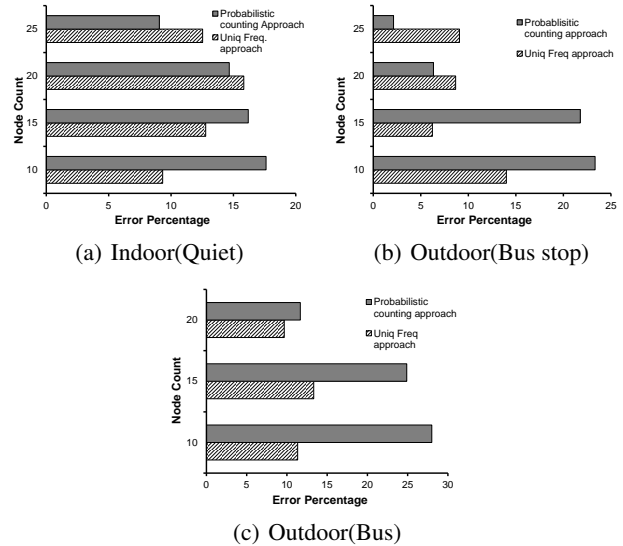 Probabilistic
counting Approach
Uniq Freq.
approach
25
20
15
10
Node Count
0 5 10 15 20
Error Percentage
(a) Indoor(Quiet)
Probablisitic
counting approach
Uniq Freq approach
25
20
15
10
Node Count
0 5 10 15 20 25
Error Percentage
(b) Outdoor(Bus stop)
Probabilistic
counting approach
Uniq Freq
approach
20
15
10
Node Count
0 5 10 15 20 25 30
Error Percentage
(c) Outdoor(Bus)